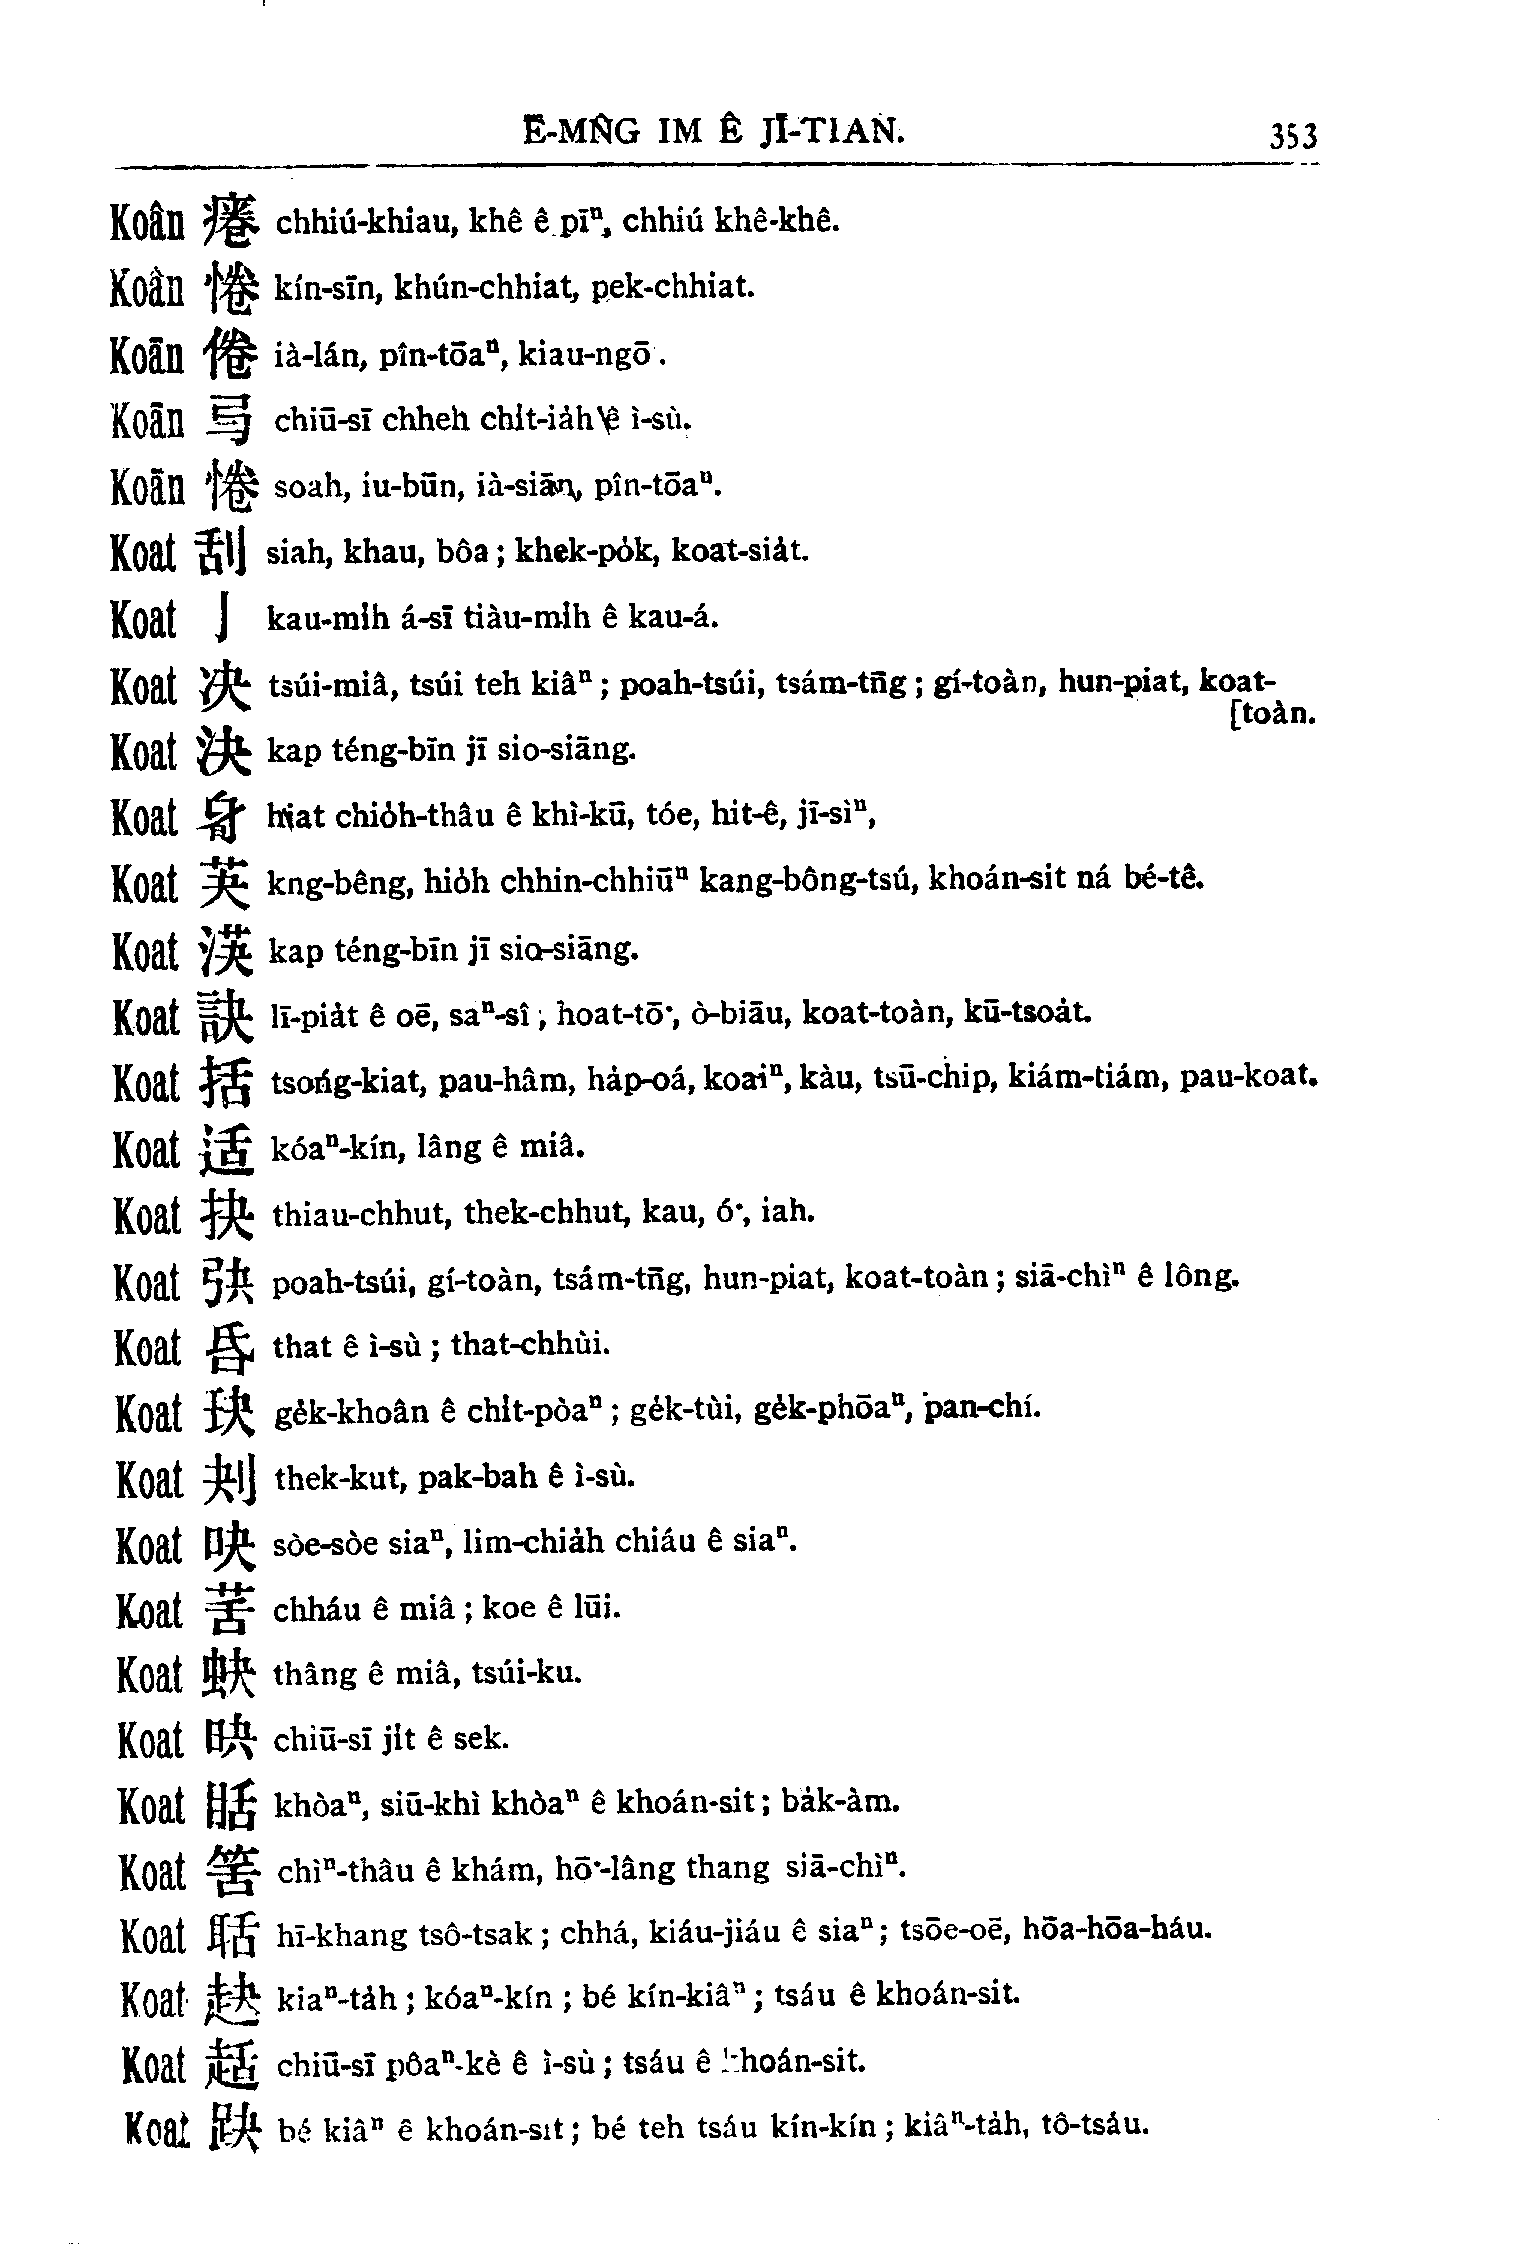 Ē-MN̂G IM Ê JĪ-TIÁN. 353
Koân 癢 chhiú-khiau, khê ê pīⁿ, chhiú khê-khê.
Koân 惓 kín-sīn, khún-chhiat, pek-chhiat.
Koān 倦 ià-lán, pîn-tōaⁿ, kiau-ngō͘.
Koān chiū-sī chheh chi̍t-ia̍h ê ì-sù.
Koān 惓 soah, iu-būn, ià-siān, pîn-tōaⁿ.
Koat 刮 siah, khau, bôa; khek-po̍k, koat-sia̍t.
Koat 亅 kau-mi̍h á-sī tiàu-mi̍h ê kau-á.
Koat 决 tsúi-miâ, tsúi teh kiâⁿ; poah-tsúi, tsám-tn̄g; gí-toàn, hun-piat, koat-
[toàn.
Koat 決 kap téng-bīn jī sio-siāng.
Koat hiat chio̍h-thâu ê khì-kū, tóe, hit-ê, jī-sìⁿ,
Koat 芵 kng-bêng, hio̍h chhin-chhiūⁿ kang-bông-tsú, khoán-sit ná bé-tê.
Koat kap téng-bīn jī sio-siāng.
Koat 訣 lī-pia̍t ê oē, saⁿ-sî; hoat-tō͘, ò-biāu, koat-toàn, kū-tsoa̍t.
Koat 括 tsóng-kiat, pau-hâm, ha̍p-oá, koaiⁿ, kàu, tsū-chip, kiám-tiám, pau-koat.
Koat 适 kóaⁿ-kín, lâng ê miâ.
Koat 抉 thiau-chhut, thek-chhut, kau, ó͘, iah.
Koat 弽 poah-tsúi, gí-toàn, tsám-tn̄g, hun-piat, koat-toàn; siā-chìⁿ ê lông.
Koat 昏 that ê ì-sù; that-chhùi.
Koat 玦 ge̍k-khoân ê chi̍t-pòaⁿ; ge̍k-tùi, ge̍k-phōaⁿ, pan-chí.
Koat 刔 thek-kut, pak-bah ê ì-sù.
Koat 吷 sòe-sòe siaⁿ, lim-chia̍h chiáu ê siaⁿ.
Koat 葀 chháu ê miâ; koe ê lūi.
Koat 蚗 thâng ê miâ, tsúi-ku.
Koat 昳 chiū-sī ji̍t ê sek.
Koat 䀨 khòaⁿ, siū-khì khòaⁿ ê khoán-sit; ba̍k-àm.
Koat 筈 chìⁿ-thâu ê khám, hō͘-lâng thang siā-chìⁿ.
Koat 聒 hī-khang tsô-tsak; chhá, kiáu-jiáu ê siaⁿ; tsōe-oē, hōa-hōa-háu.
Koat 赽 kiaⁿ-ta̍h; kóaⁿ-kín; bé kín-kiâⁿ; tsáu ê khoán-sit.
Koat 趏 chiū-sī pôaⁿ-kè ê ì-sù; tsáu ê khoán-sit.
Koat 趹 bé kiâⁿ ê khoán-sit; bé teh tsáu kín-kín; kiâⁿ-ta̍h, tô-tsáu.